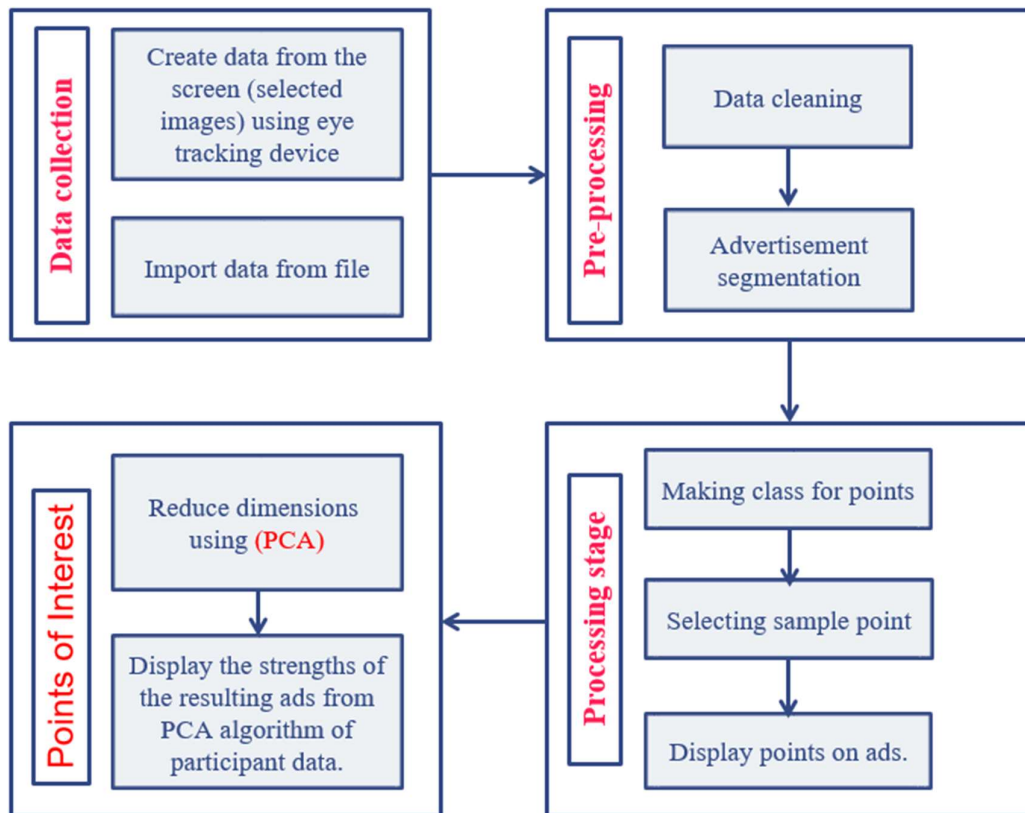 Data collection
Create data from the
screen (selected
images) using eye
tracking device
Import data from file
Pre-processing
Data cleaning
Advertisement
segmentation
Processing stage
Making class for points
Selecting sample point
Display points on ads.
Points of Interest
Reduce dimensions
using (PCA)
Display the strengths of
the resulting ads from
PCA algorithm of
participant data.